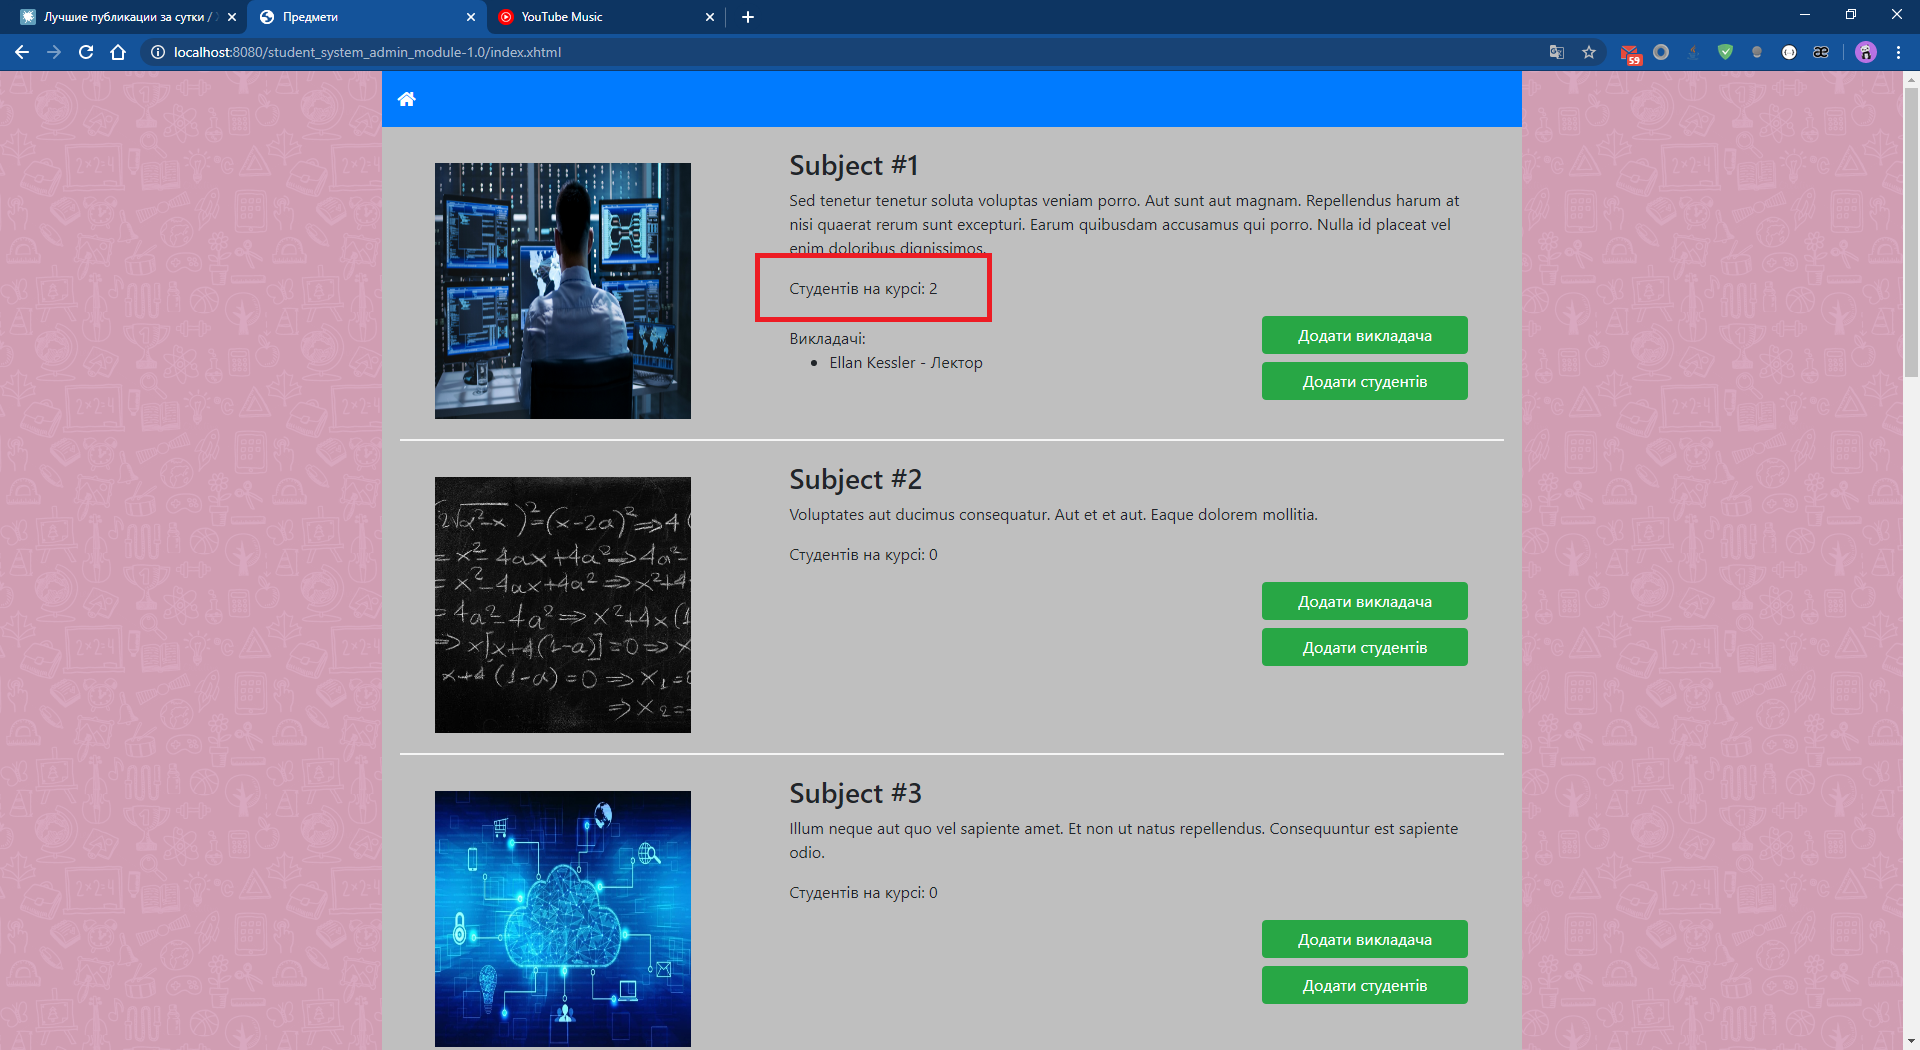 Лучшие публикации за сутки /
Предмети
YouTube Music
localhost:8080/student_system_admin_module-1.0/index.xhtml
59
Subject #1
Sed tenetur tenetur soluta voluptas veniam porro. Aut sunt aut magnam. Repellendus harum at
nisi quaerat rerum sunt excepturi. Earum quibusdam accusamus qui porro. Nulla id placeat vel
enim doloribus dignissimos.
Студентів на курсі: 2
Викладачі:
Ellan Kessler - Лектор
Додати викладача
Додати студентів
Subject #2
Voluptates aut ducimus consequatur. Aut et et aut. Eaque dolorem mollitia.
Студентів на курсі: 0
Додати викладача
Додати студентів
Subject #3
Illum neque aut quo vel sapiente amet. Et non ut natus repellendus. Consequuntur est sapiente
odio.
Студентів на курсі: 0
Додати викладача
Додати студентів